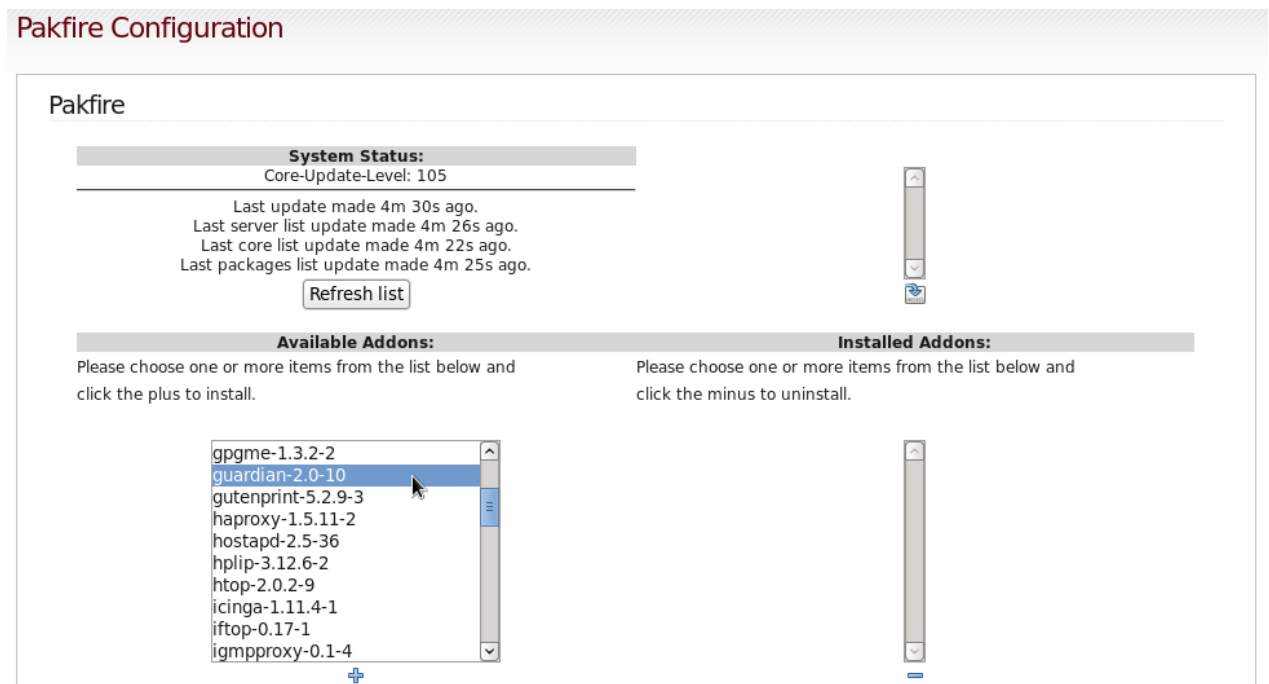 Pakfire Configuration
Pakfire
System Status:
Core-Update-Level: 105
Last update made 4m 30s ago.
Last server list update made 4m 26s ago.
Last core list update made 4m 22s ago.
Last packages list update made 4m 25s ago.
Refresh list
Available Addons:
Please choose one or more items from the list below and
click the plus to install.
gpgme-1.3.2-2
guardian-2.0-10
gutenprint-5.2.9-3
haproxy-1.5.11-2
hostapd-2.5-36
hplip-3.12.6-2
htop-2.0.2-9
icinga-1.11.4-1
iftop-0.17-1
igmpproxy-0.1-4
Installed Addons:
Please choose one or more items from the list below and
click the minus to uninstall.